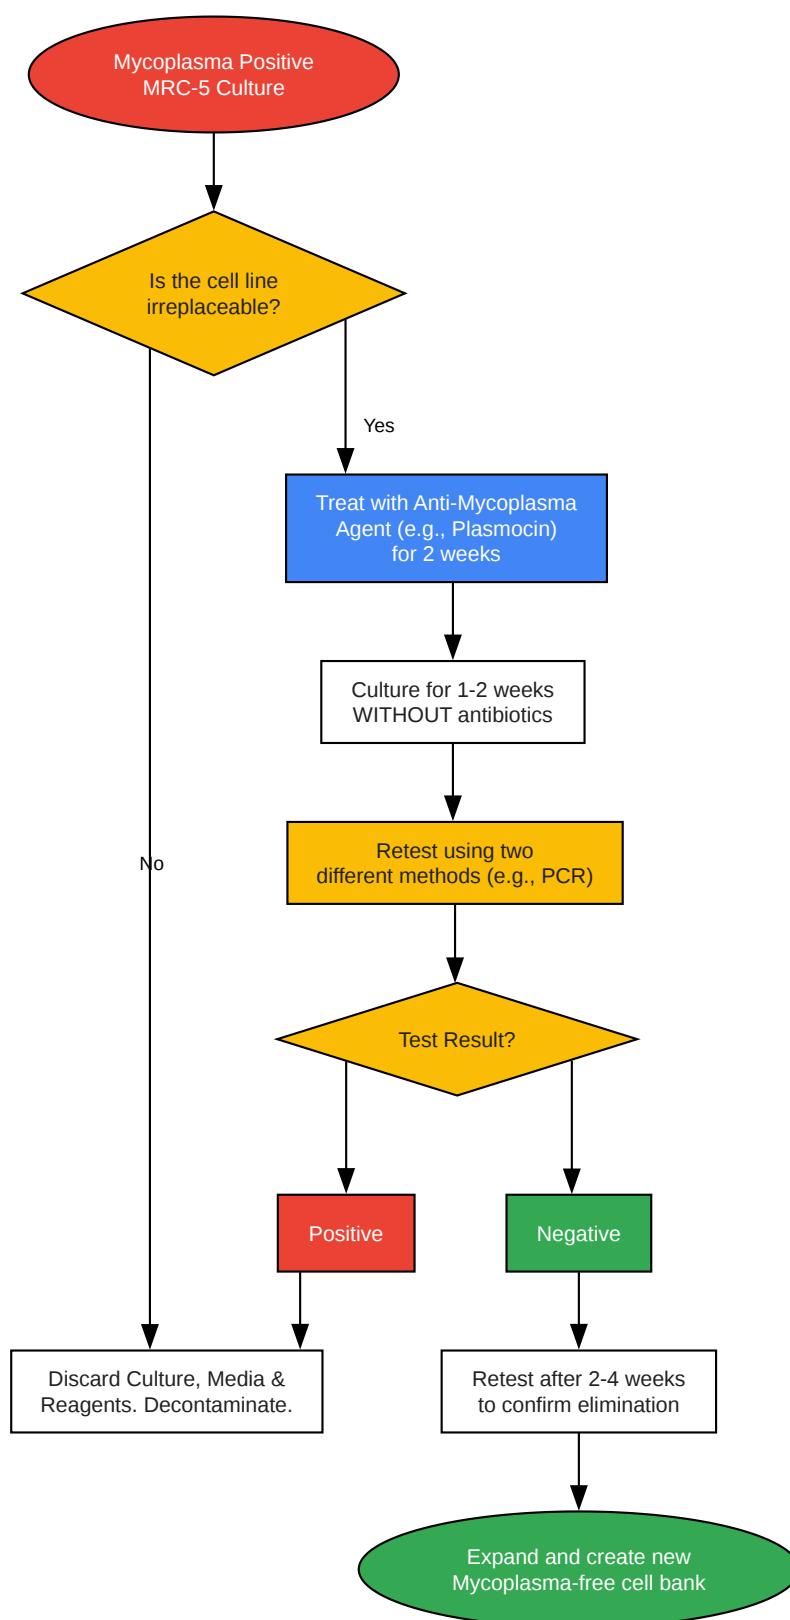 Mycoplasma Positive
MRC-5 Culture
Is the cell line
irreplaceable?
Yes
Treat with Anti-Mycoplasma
Agent (e.g., Plasmocin)
for 2 weeks
Culture for 1-2 weeks
WITHOUT antibiotics
Retest using two
different methods (e.g., PCR)
No
Test Result?
Positive
Negative
Discard Culture, Media &
Reagents. Decontaminate.
Retest after 2-4 weeks
to confirm elimination
Expand and create new
Mycoplasma-free cell bank